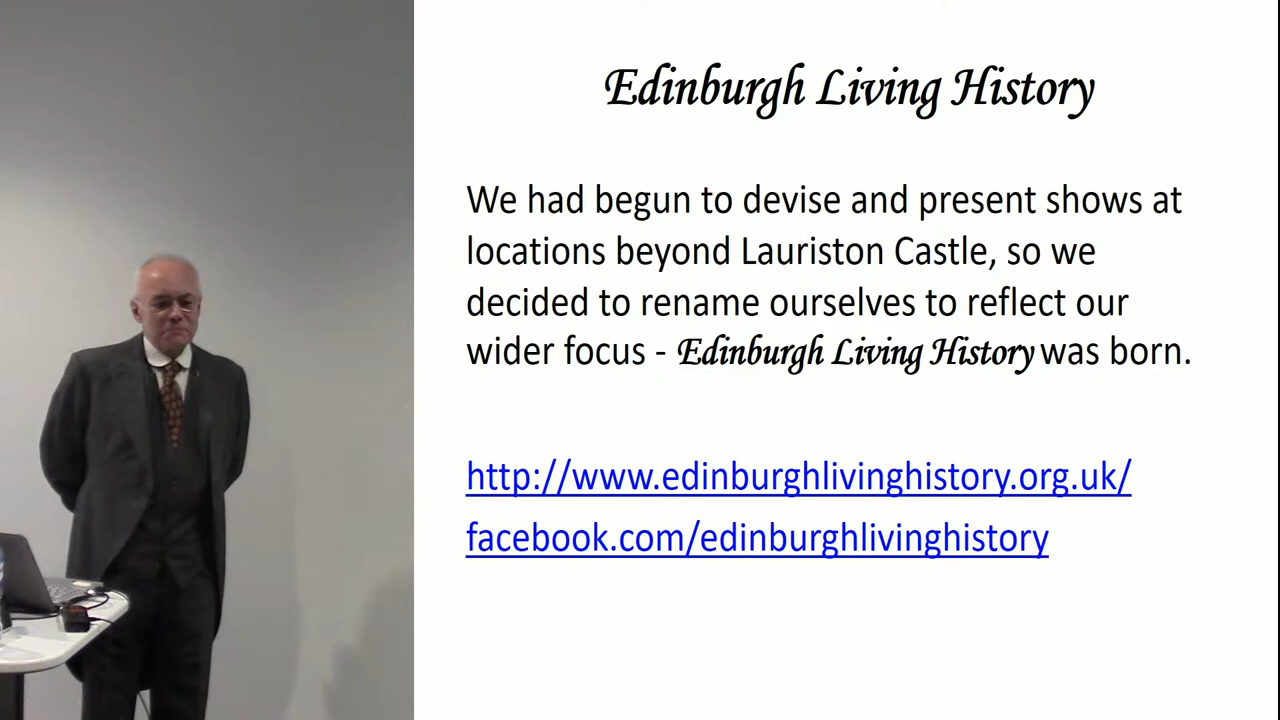 Edinburgh Living History
We had begun to devise and present shows at
locations beyond Lauriston Castle, so we
decided to rename ourselves to reflect our
wider focus - Edinburgh Living History was born.
http://www.edinburghlivinghistory.org.uk/
facebook.com/edinburghlivinghistory